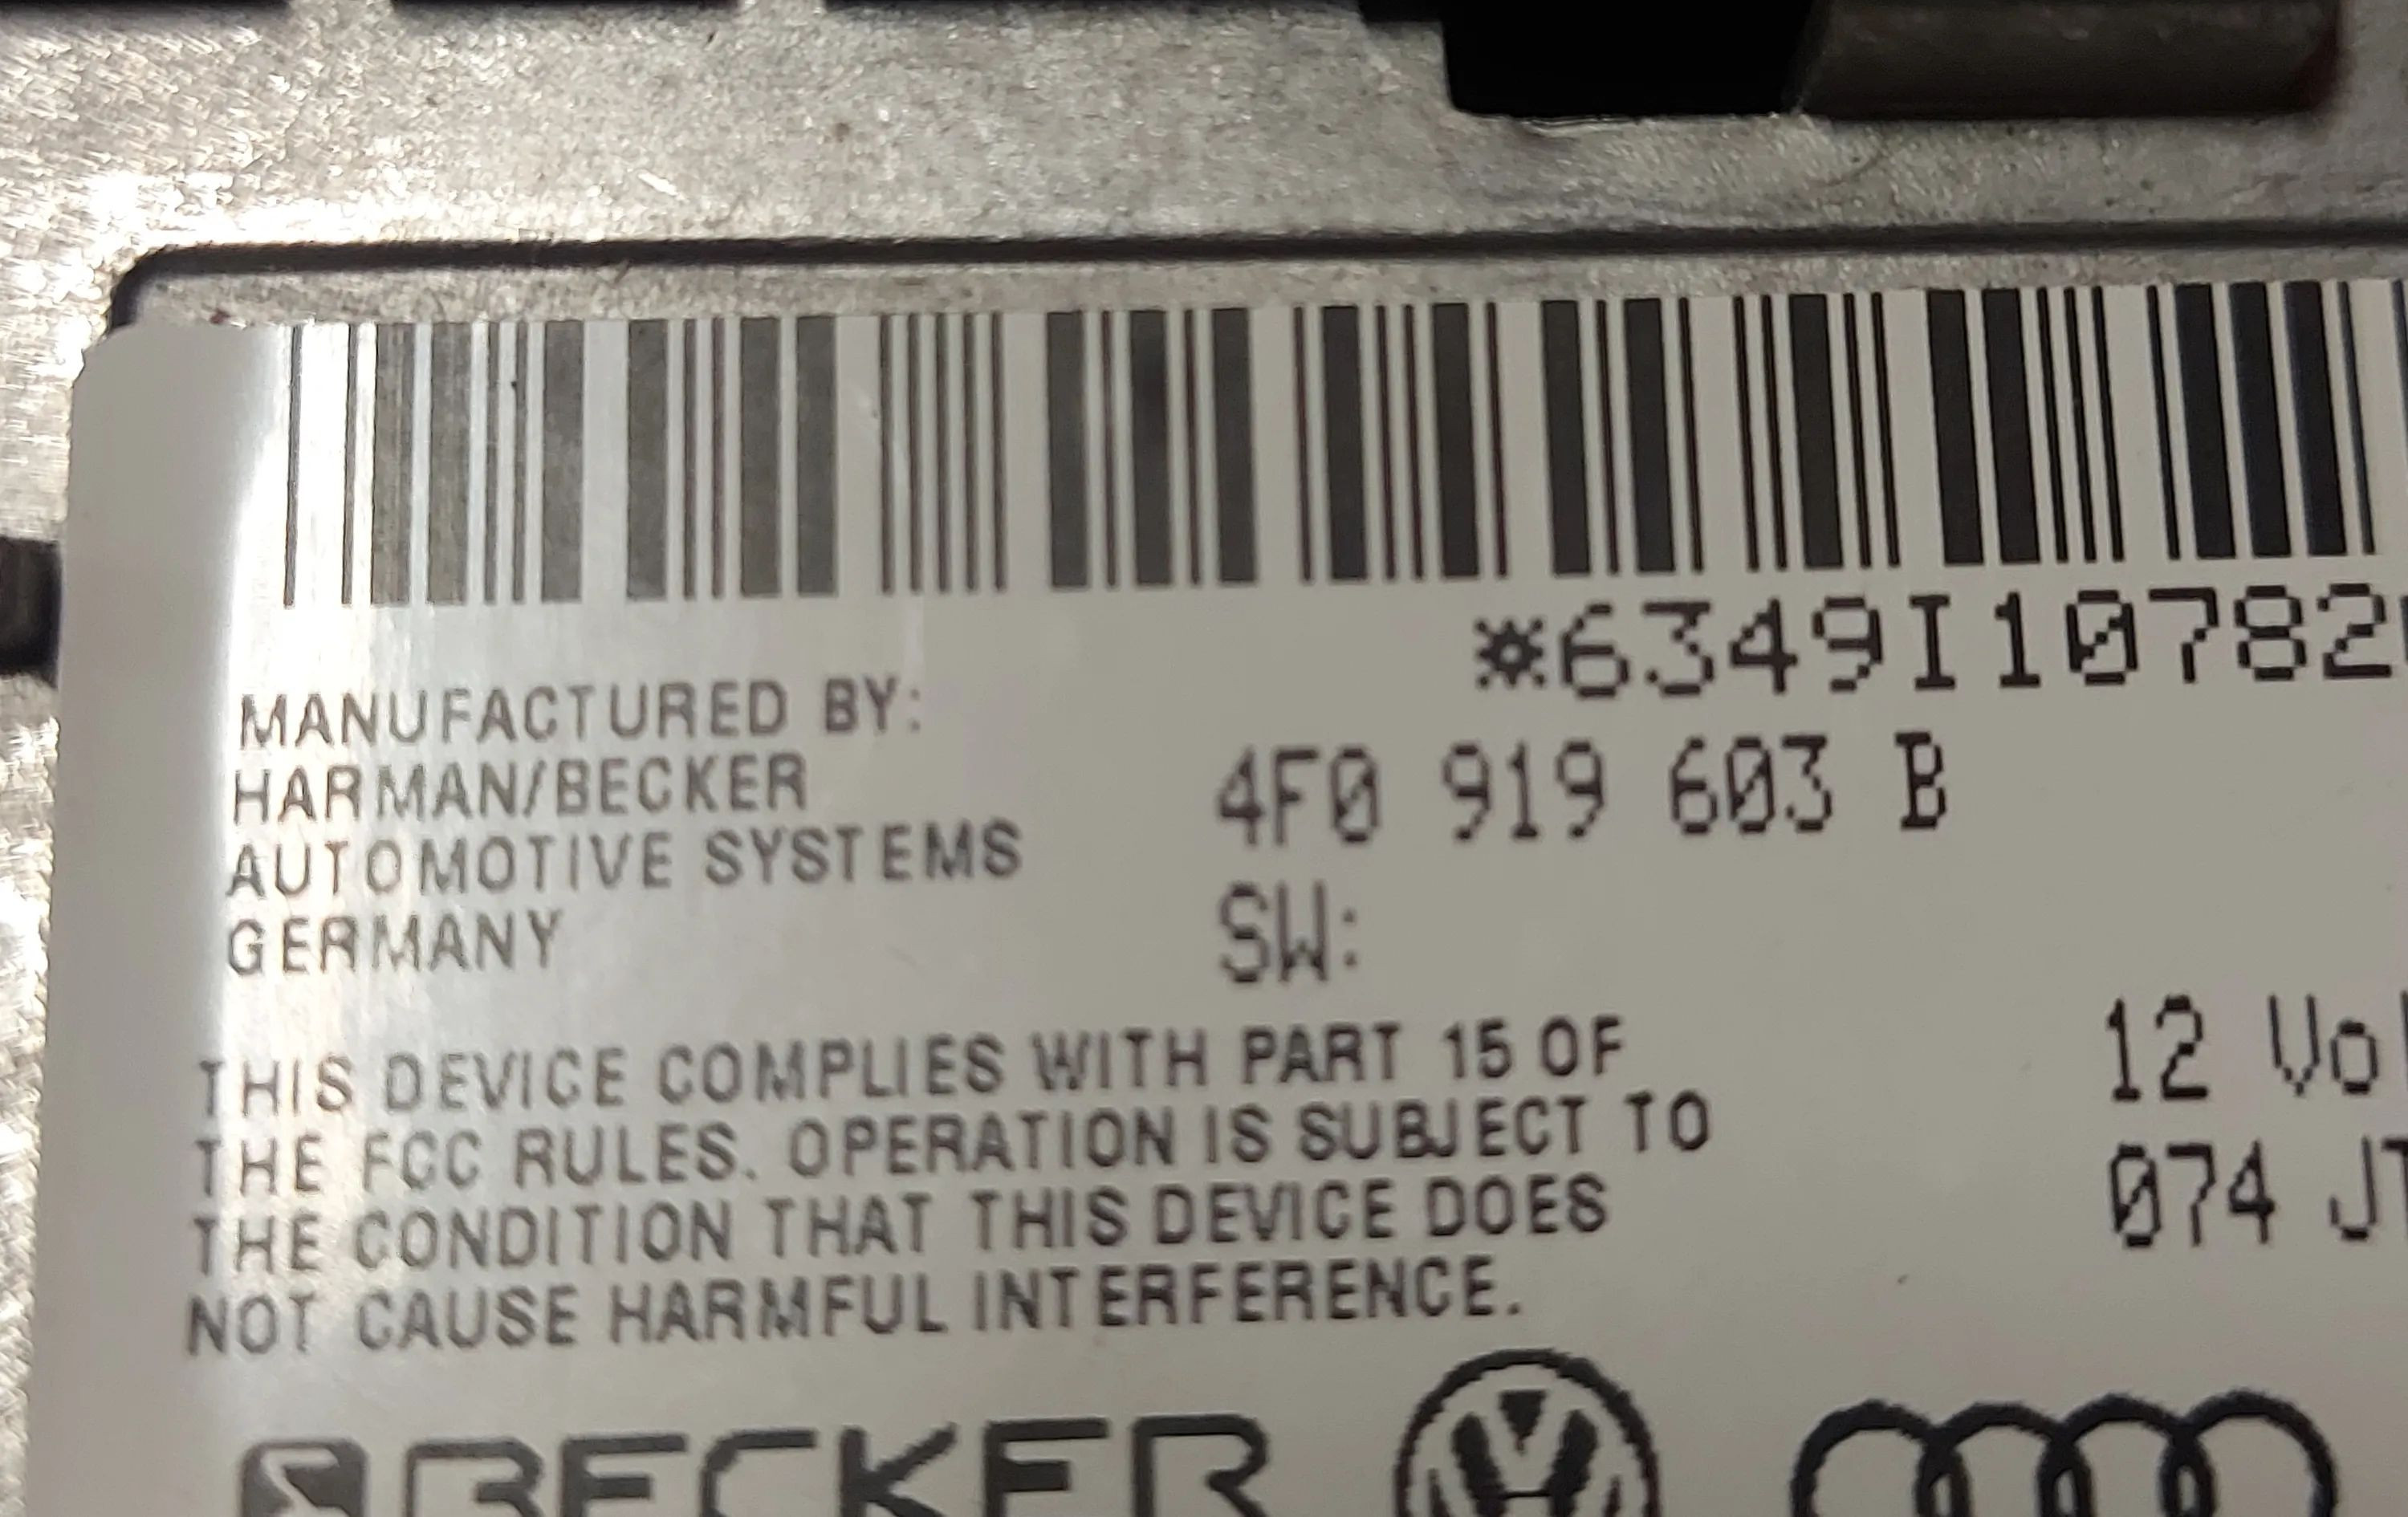 *6349I10782
MANUFACTURED BY:
HARMAN/BECKER
AUTOMOTIVE SYSTEMS
GERMANY
4F0 919 603 B
SW:
THIS DEVICE COMPLIES WITH PART 15 OF
THE FCC RULES. OPERATION IS SUBJECT TO
THE CONDITION THAT THIS DEVICE DOES
NOT CAUSE HARMFUL INTERFERENCE.
12
074
BECKER